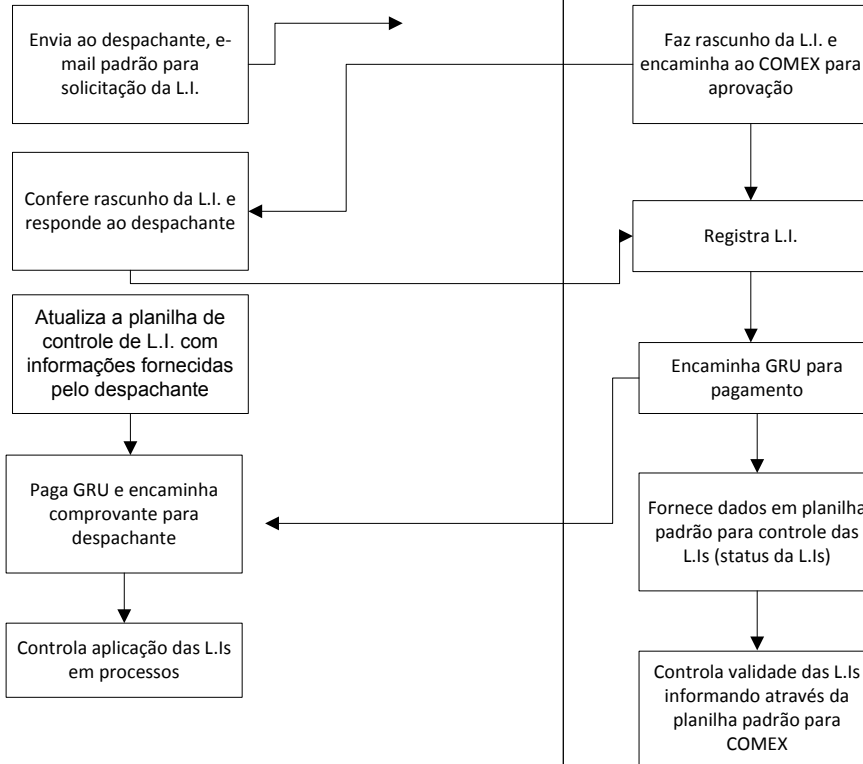 Envia ao despachante, e-
mail padrão para
solicitação da L.I.
Faz rascunho da L.I. e
encaminha ao COMEX para
aprovação
Confere rascunho da L.I. e
responde ao despachante
Registra L.I.
Atualiza a planilha de
controle de L.I. com
informações fornecidas
pelo despachante
Encaminha GRU para
pagamento
Paga GRU e encaminha
comprovante para
despachante
Fornece dados em planilha
padrão para controle das
L.Is (status da L.Is)
Controla aplicação das L.Is
em processos
Controla validade das L.Is
informando através da
planilha padrão para
COMEX